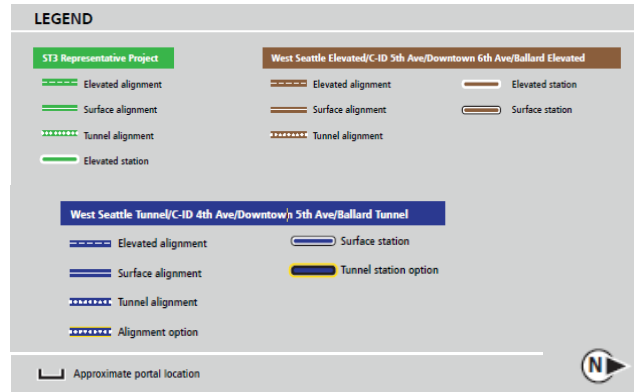 LEGEND
ST3 Representative Project
Elevated alignment
Surface alignment
Tunnel alignment
Elevated station
West Seattle Elevated/C-ID 5th Ave/Downtown 6th Ave/Ballard Elevated
Elevated alignment
Surface alignment
Tunnel alignment
Elevated station
Surface station
West Seattle Tunnel/C-ID 4th Ave/Downtown 5th Ave/Ballard Tunnel
Elevated alignment
Surface alignment
Tunnel alignment
Alignment option
Surface station
Tunnel station option
Approximate portal location
N